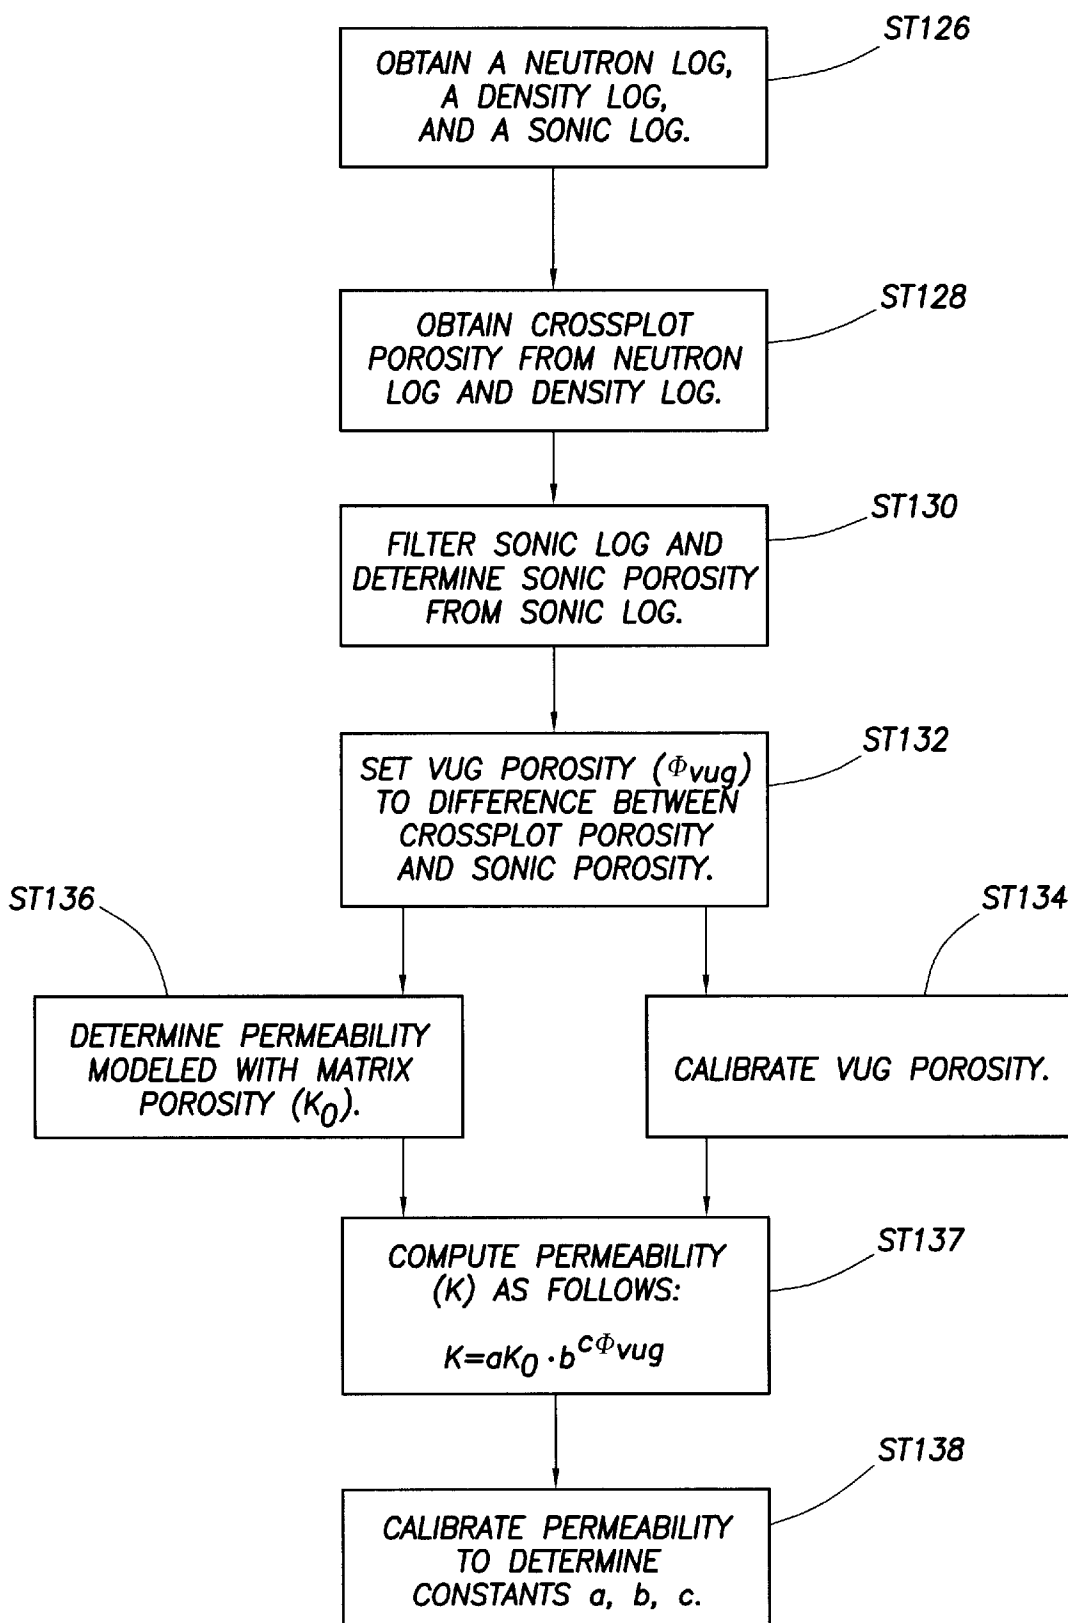 ST126
OBTAIN A NEUTRON LOG,
A DENSITY LOG,
AND A SONIC LOG.
ST128
OBTAIN CROSSPLOT
POROSITY FROM NEUTRON
LOG AND DENSITY LOG.
ST130
FILTER SONIC LOG AND
DETERMINE SONIC POROSITY
FROM SONIC LOG.
ST132
SET VUG POROSITY (Φvug)
TO DIFFERENCE BETWEEN
CROSSPLOT POROSITY
AND SONIC POROSITY.
ST136
DETERMINE PERMEABILITY
MODELED WITH MATRIX
POROSITY (K0).
ST134
CALIBRATE VUG POROSITY.
ST137
COMPUTE PERMEABILITY
(K) AS FOLLOWS:
K=aK0·b^cΦvug
ST138
CALIBRATE PERMEABILITY
TO DETERMINE
CONSTANTS a, b, c.